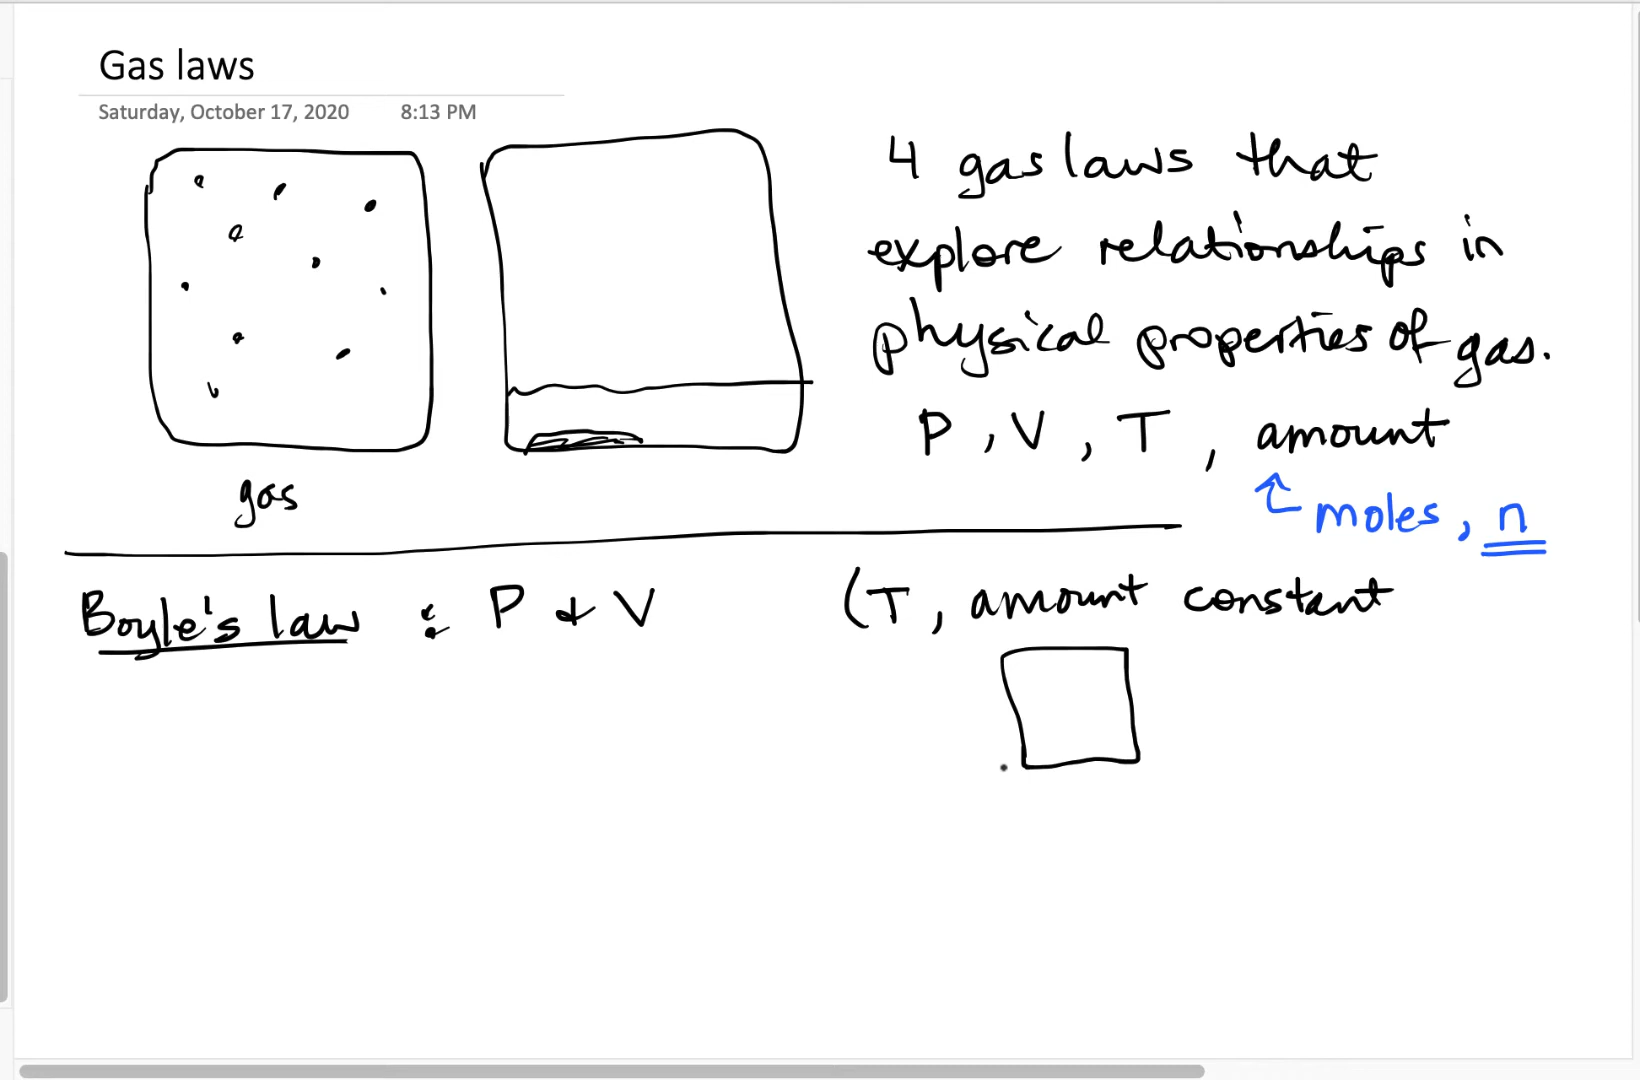 Gas laws
Saturday, October 17, 2020 8:13 PM
4 gas laws that
explore relationships in
physical properties of gas.
P, V, T, amount
moles, n
gas
Boyle's law : P & V (T, amount constant